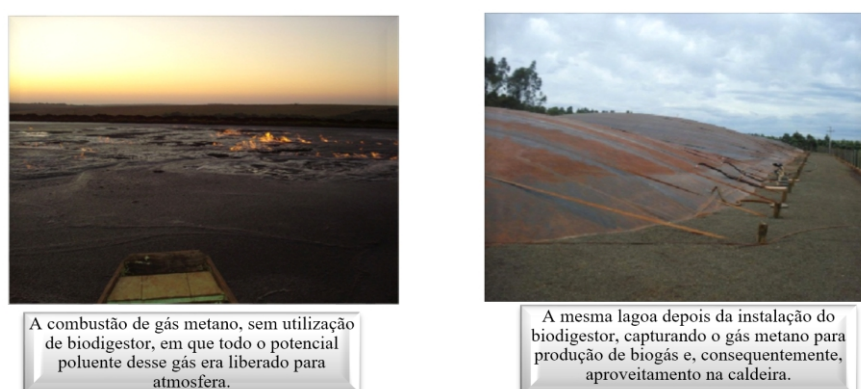 A combustão de gás metano, sem utilização
de biodigestor, em que todo o potencial
poluente desse gás era liberado para
atmosfera.
A mesma lagoa depois da instalação do
biodigestor, capturando o gás metano para
produção de biogás e, consequentemente,
aproveitamento na caldeira.